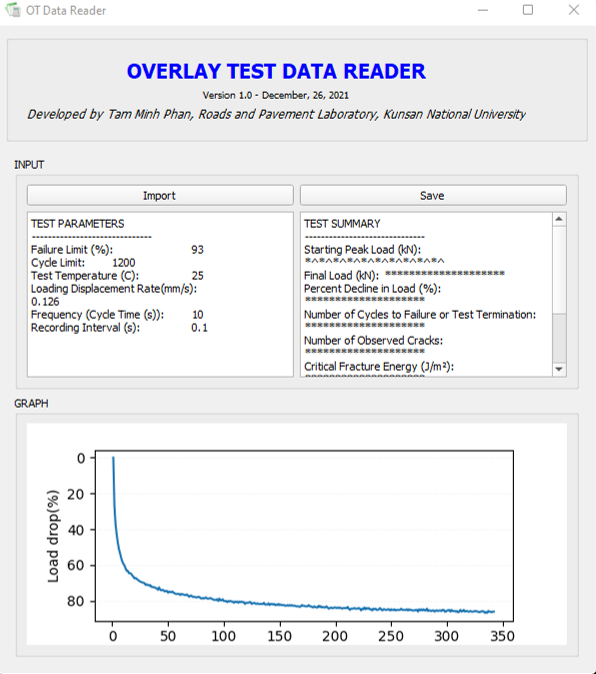 OT Data Reader
OVERLAY TEST DATA READER
Version 1.0 - December, 26, 2021
Developed by Tam Minh Phan, Roads and Pavement Laboratory, Kunsan National University
INPUT
Import
Save
TEST PARAMETERS
------------------------------
Failure Limit (%): 93
Cycle Limit: 1200
Test Temperature (C): 25
Loading Displacement Rate(mm/s):
0.126
Frequency (Cycle Time (s)): 10
Recording Interval (s): 0.1
TEST SUMMARY
------------------------------
Starting Peak Load (kN):
*^*^*^*^*^*^*^*^*^*^
Final Load (kN): ********************
Percent Decline in Load (%):
********************
Number of Cycles to Failure or Test Termination:
********************
Number of Observed Cracks:
********************
Critical Fracture Energy (J/m²):
********************
GRAPH
Load drop(%)
0
20
40
60
80
0 50 100 150 200 250 300 350